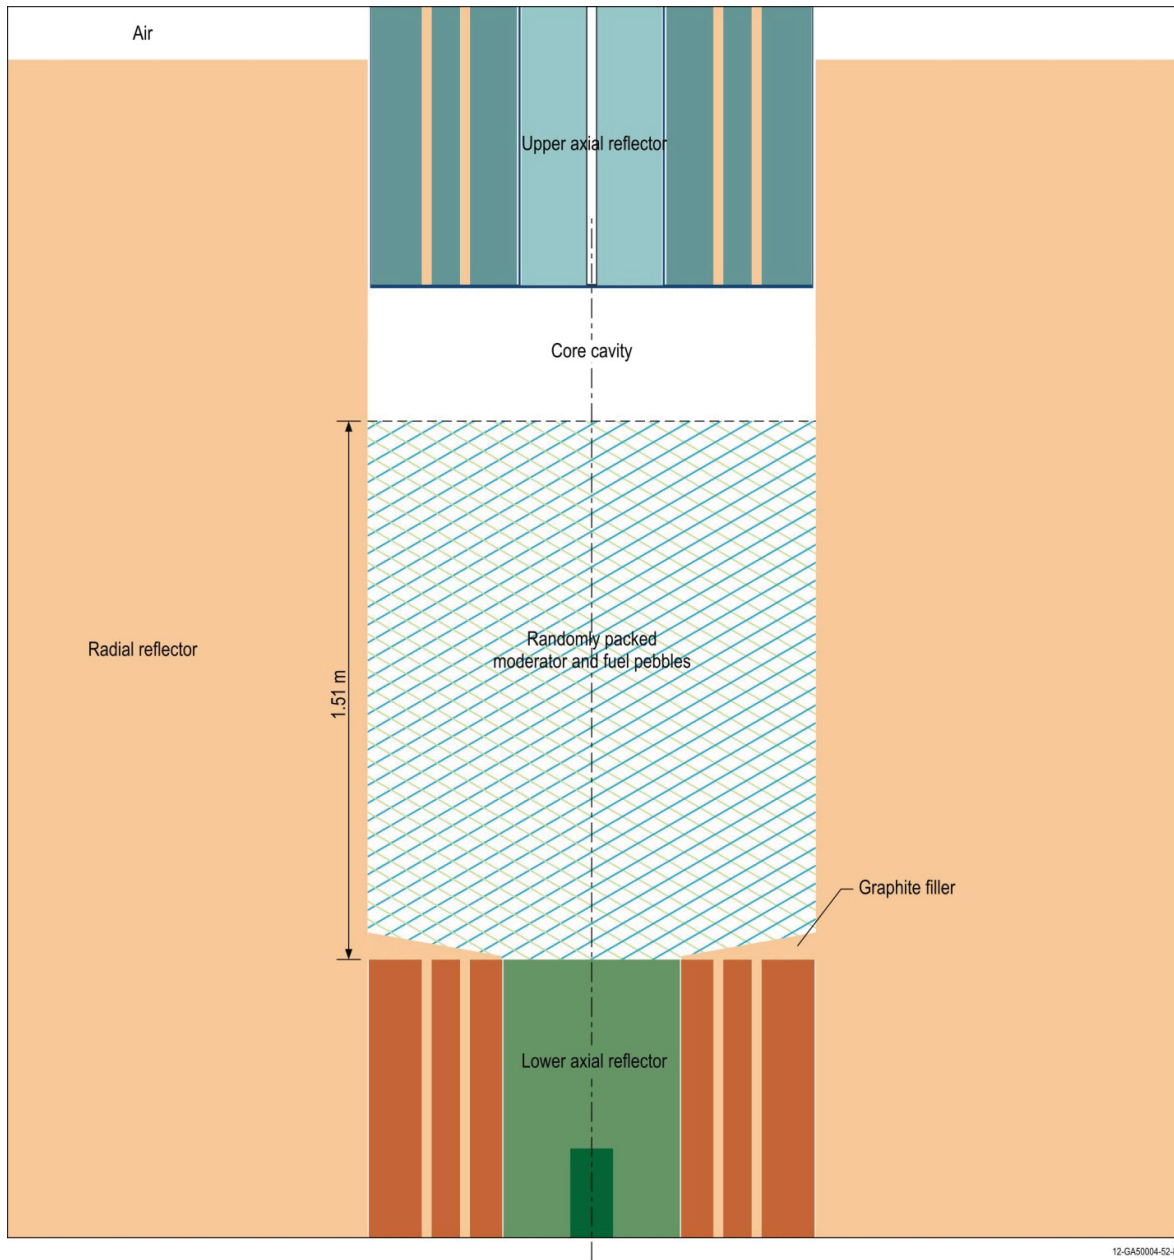 Air
Upper axial reflector
Core cavity
Randomly packed
moderator and fuel pebbles
Radial reflector
1.51 m
Graphite filler
Lower axial reflector